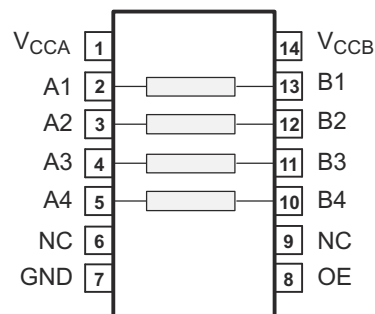 VCCA 1 14 VCCB
A1 2 13 B1
A2 3 12 B2
A3 4 11 B3
A4 5 10 B4
NC 6 9 NC
GND 7 8 OE